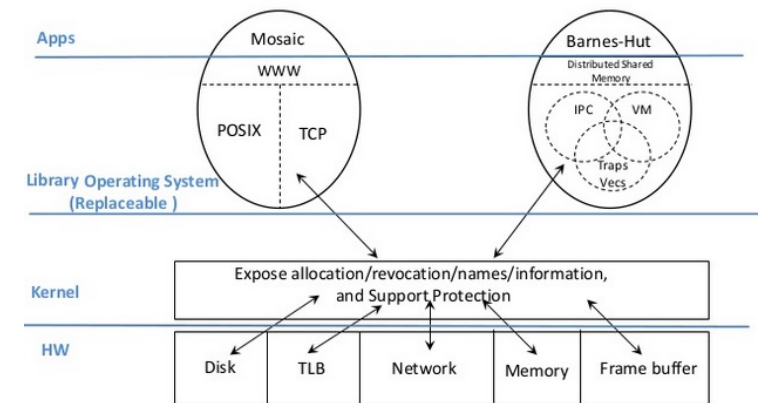 Apps
Mosaic
Barnes-Hut
WWW
Distributed Shared
Memory
POSIX
TCP
IPC
VM
Traps
Vecs
Library Operating System
(Replaceable )
Kernel
Expose allocation/revocation/names/information,
and Support Protection
HW
Disk
TLB
Network
Memory
Frame buffer